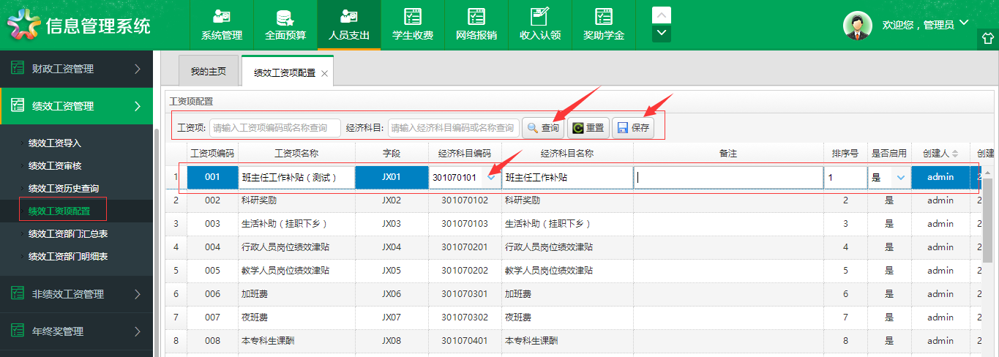 信息管理系统
系统管理 全面预算 人员支出 学生收费 网络报销 收入认领 奖助学金
欢迎您，管理员
财政工资管理
绩效工资管理
绩效工资导入
绩效工资审核
绩效工资历史查询
绩效工资项配置
绩效工资部门汇总表
绩效工资部门明细表
非绩效工资管理
年终奖管理
我的主页 绩效工资项配置
工资项配置
工资项: 请输入工资项编码或名称查询 经济科目: 请输入经济科目编码或名称查询 查询 重置 保存
工资项编码 工资项名称 字段 经济科目编码 经济科目名称 备注 排序号 是否启用 创建人 创建
1 001 班主任工作补贴（测试） JX01 301070101 班主任工作补贴 1 是 admin 2
2 002 科研奖励 JX02 301070102 科研奖励 2 是 admin 2
3 003 生活补助（挂职下乡） JX03 301070103 生活补助（挂职下乡） 3 是 admin 2
4 004 行政人员岗位绩效津贴 JX04 301070201 行政人员岗位绩效津贴 4 是 admin 2
5 005 教学人员岗位绩效津贴 JX05 301070202 教学人员岗位绩效津贴 5 是 admin 2
6 006 加班费 JX06 301070301 加班费 6 是 admin 2
7 007 夜班费 JX07 301070302 夜班费 7 是 admin 2
8 008 本专科生课酬 JX08 301070401 本专科生课酬 8 是 admin 2